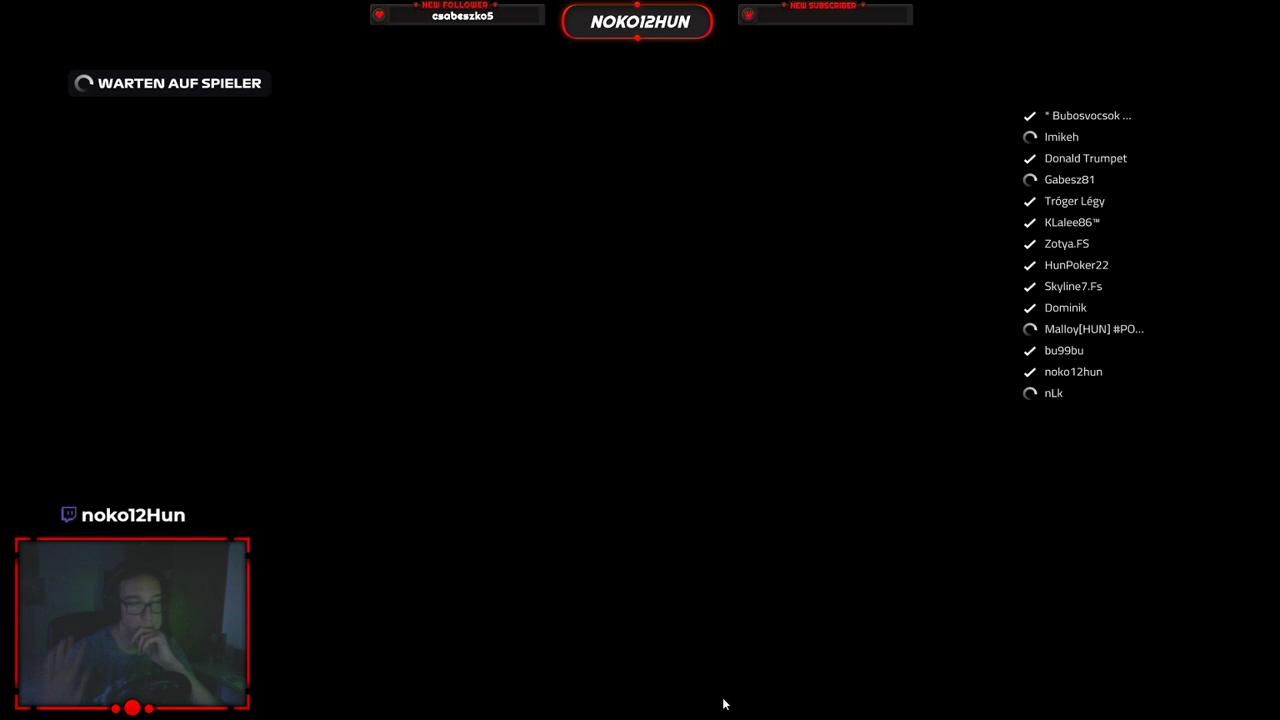 NEW FOLLOWER
csabeszko5
NOKO12HUN
NEW SUBSCRIBER
WARTEN AUF SPIELER
* Bubosvocsok ...
Imikeh
Donald Trumpet
Gabesz81
Tróger Légy
KLalee86™
Zotya.FS
HunPoker22
Skyline7.Fs
Dominik
Malloy[HUN] #PO...
bu99bu
noko12hun
nLk
noko12Hun